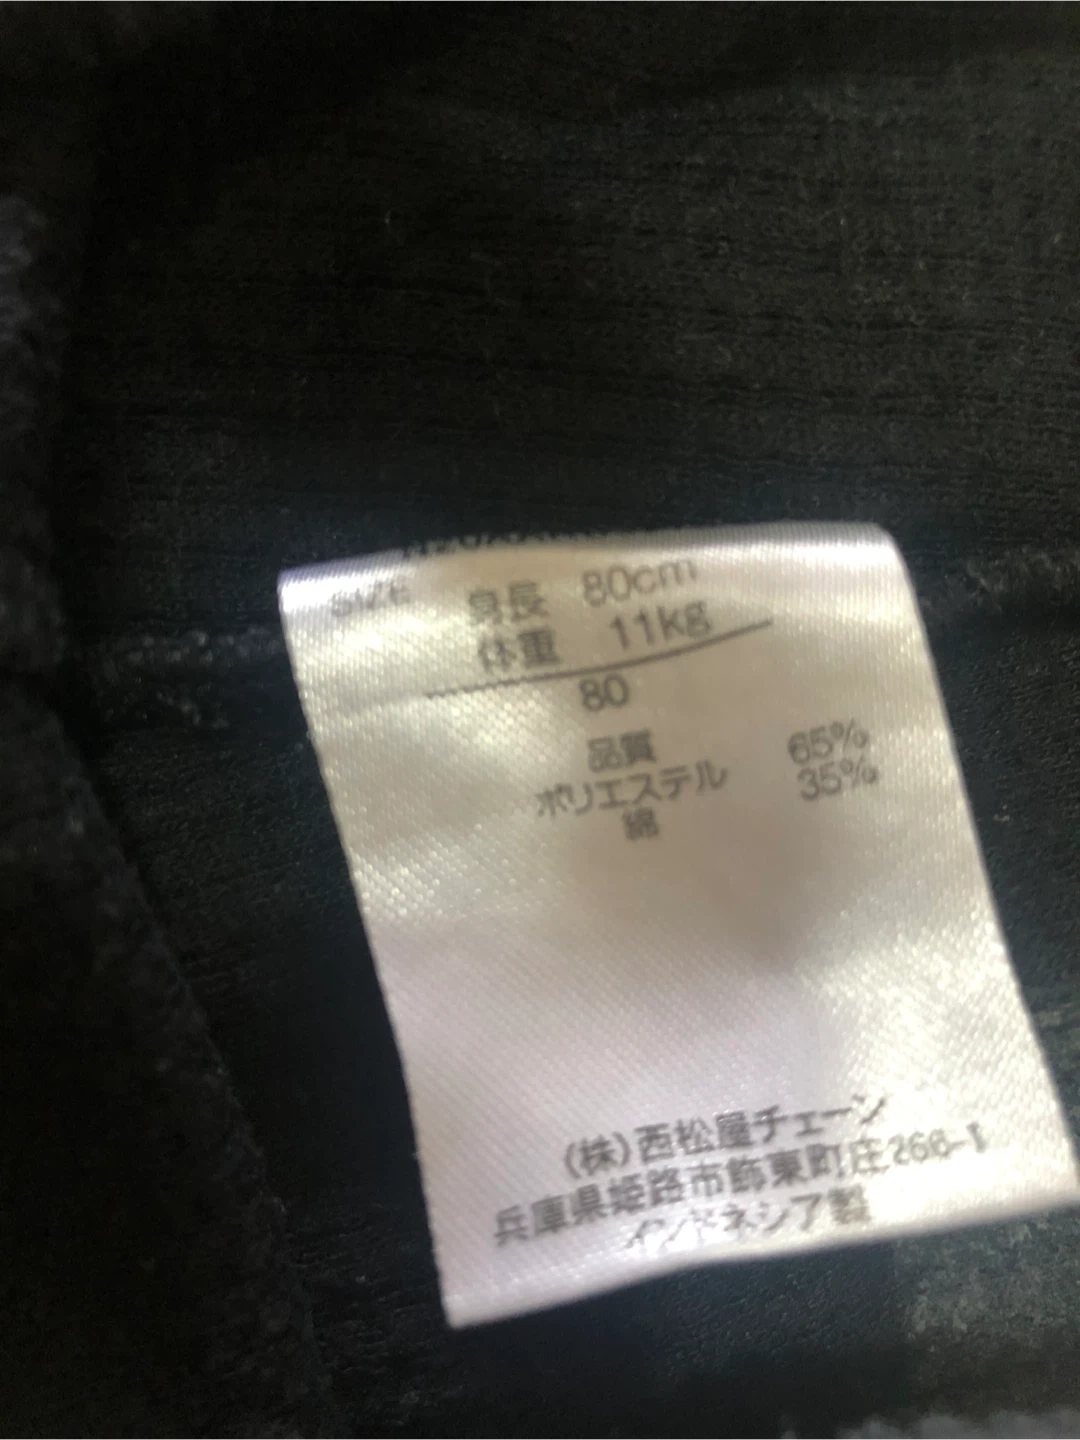 SIZE 身長 80cm
体重 11kg
80
品質
ポリエステル 65%
綿 35%
(株)西松屋チェーン
兵庫県姫路市飾東町庄266-1
インドネシア製